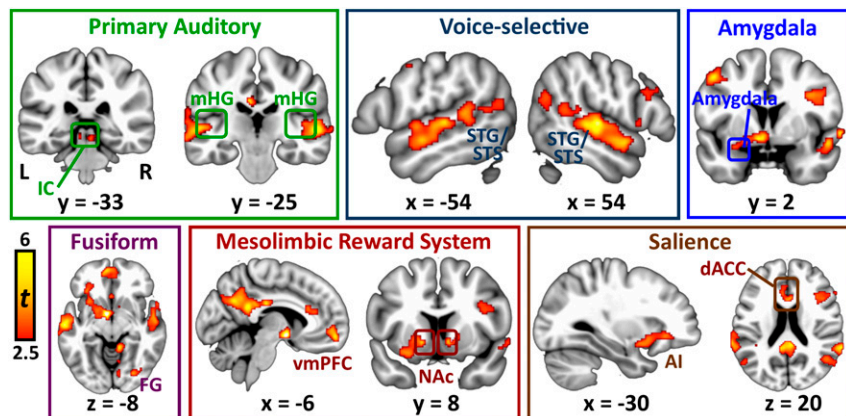 Primary Auditory
mHG mHG
L R
IC
y = -33 y = -25
Voice-selective
STG/
STS
STG/
STS
x = -54 x = 54
Amygdala
Amygdala
y = 2
6
t
2.5
Fusiform
FG
z = -8
Mesolimbic Reward System
vmPFC
NAc
x = -6 y = 8
Salience
dACC
AI
x = -30 z = 20